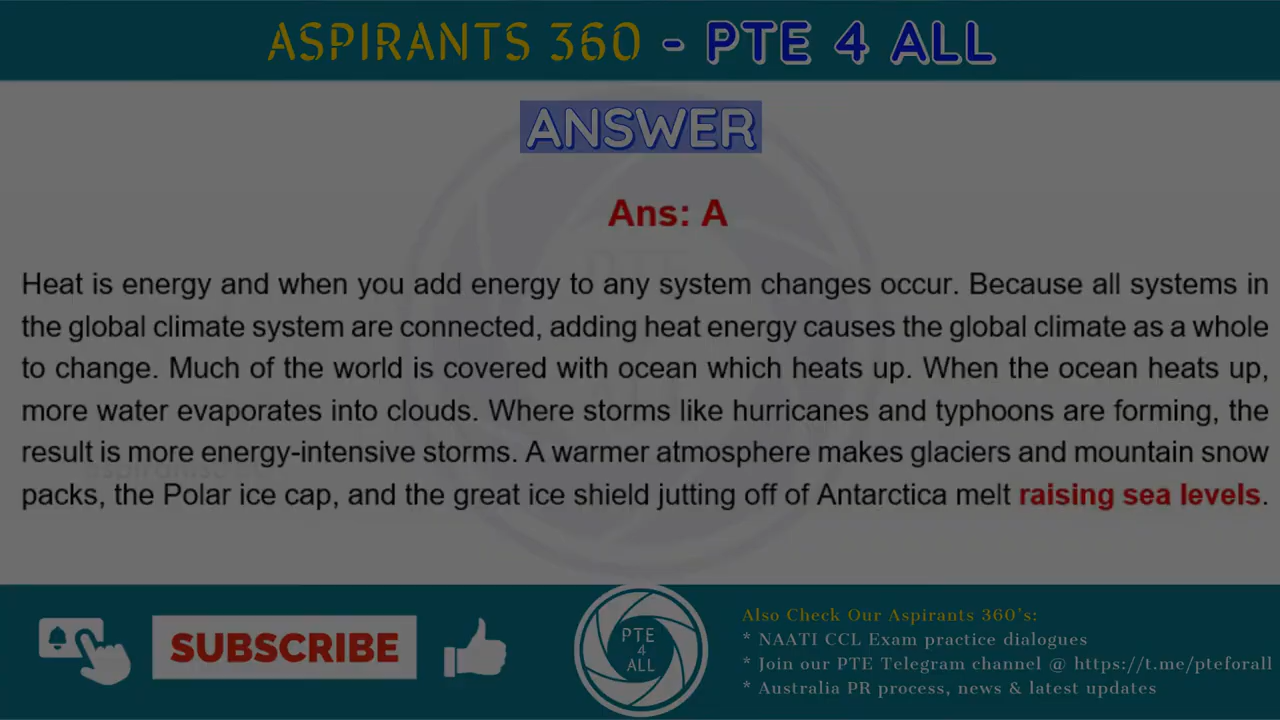 ASPIRANTS 360 - PTE 4 ALL
ANSWER
Ans: A
Heat is energy and when you add energy to any system changes occur. Because all systems in
the global climate system are connected, adding heat energy causes the global climate as a whole
to change. Much of the world is covered with ocean which heats up. When the ocean heats up,
more water evaporates into clouds. Where storms like hurricanes and typhoons are forming, the
result is more energy-intensive storms. A warmer atmosphere makes glaciers and mountain snow
packs, the Polar ice cap, and the great ice shield jutting off of Antarctica melt raising sea levels.
SUBSCRIBE
PTE
4
ALL
Also Check Our Aspirants 360's:
* NAATI CCL Exam practice dialogues
* Join our PTE Telegram channel @ https://t.me/pteforall
* Australia PR process, news & latest updates